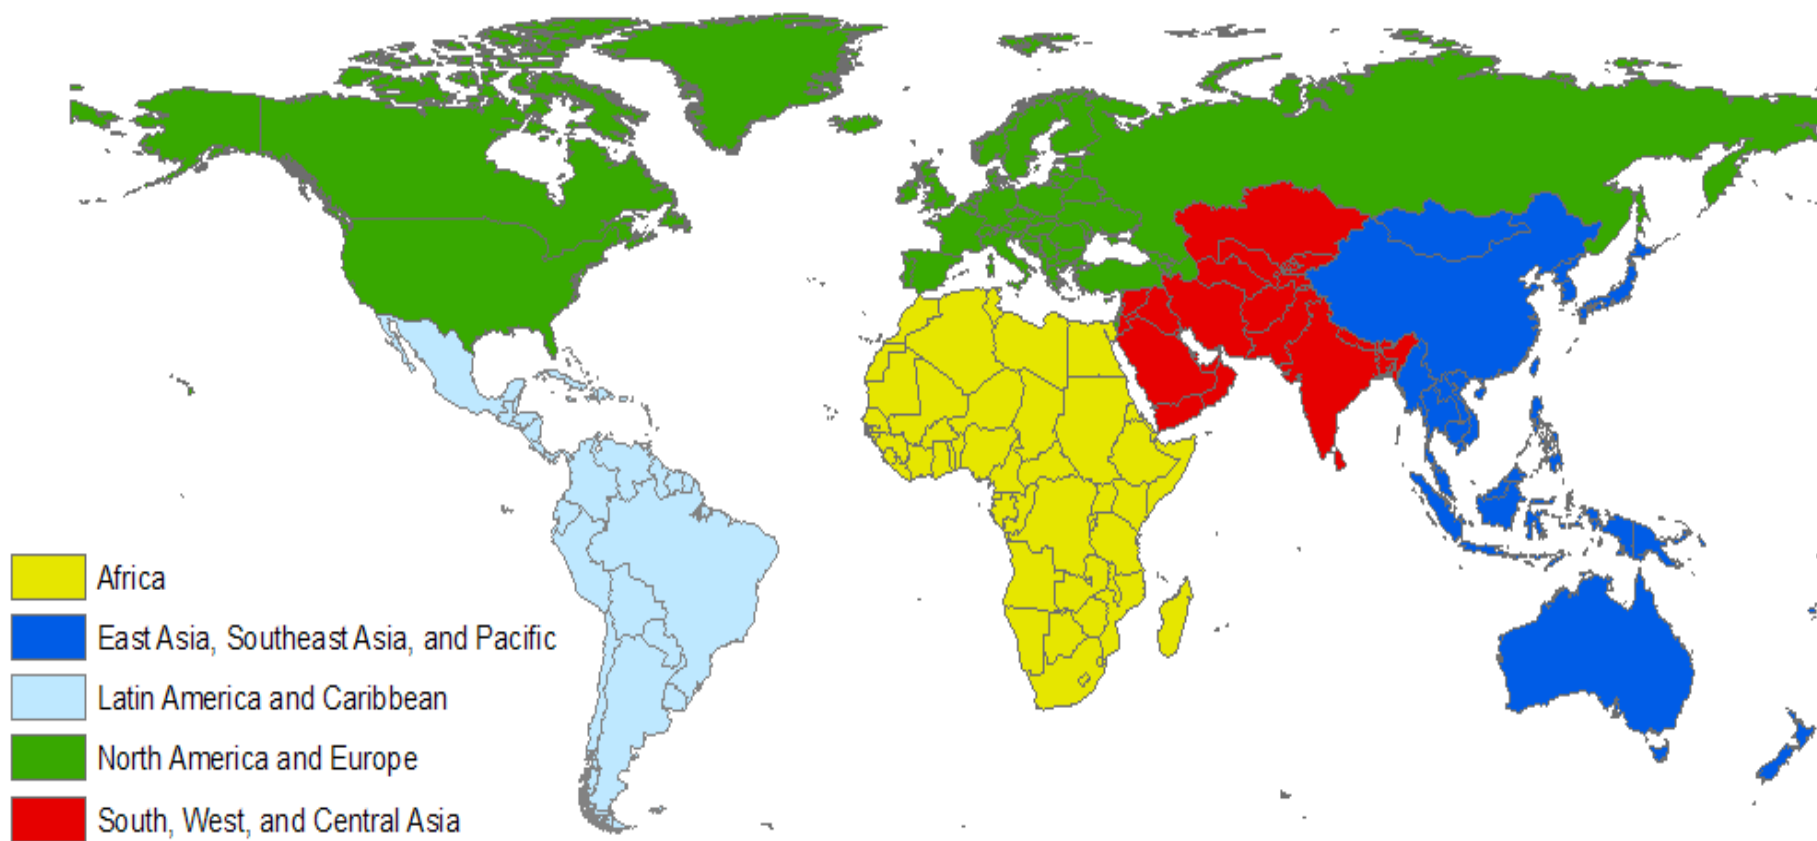 Africa
East Asia, Southeast Asia, and Pacific
Latin America and Caribbean
North America and Europe
South, West, and Central Asia